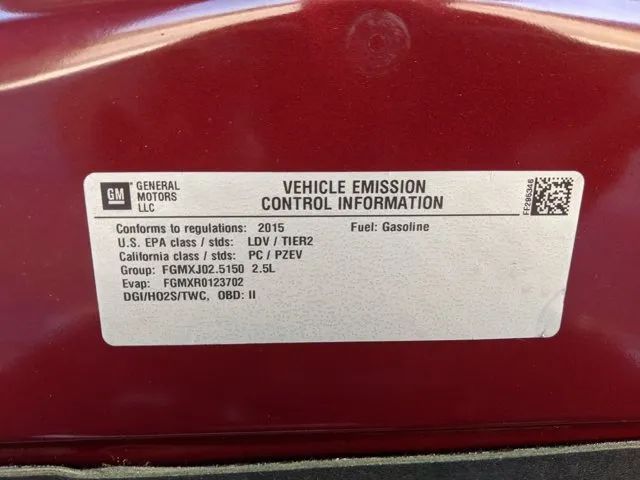 GM
GENERAL
MOTORS
LLC
VEHICLE EMISSION
CONTROL INFORMATION
FF296346
Conforms to regulations: 2015 Fuel: Gasoline
U.S. EPA class / stds: LDV / TIER2
California class / stds: PC / PZEV
Group: FGMXJ02.5150 2.5L
Evap: FGMXR0123702
DGI/HO2S/TWC, OBD: II